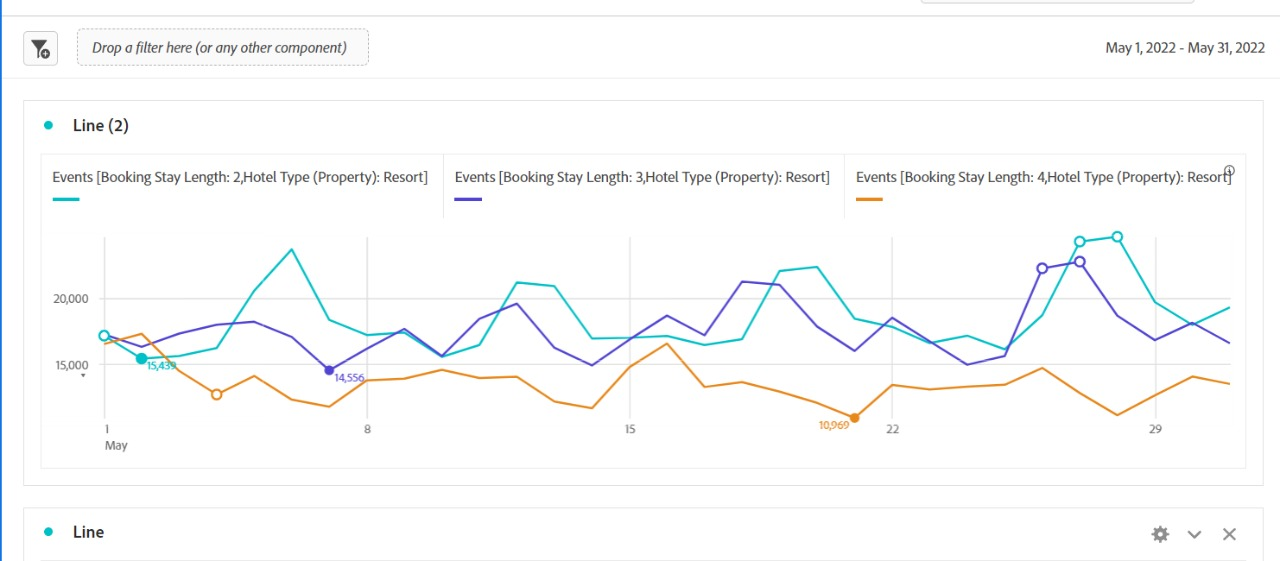 Drop a filter here (or any other component)
May 1, 2022 - May 31, 2022
Line (2)
Events [Booking Stay Length: 2,Hotel Type (Property): Resort]
Events [Booking Stay Length: 3,Hotel Type (Property): Resort]
Events [Booking Stay Length: 4,Hotel Type (Property): Resort]
20,000
15,000
15,439
14,556
10,969
1
8
15
22
29
May
Line